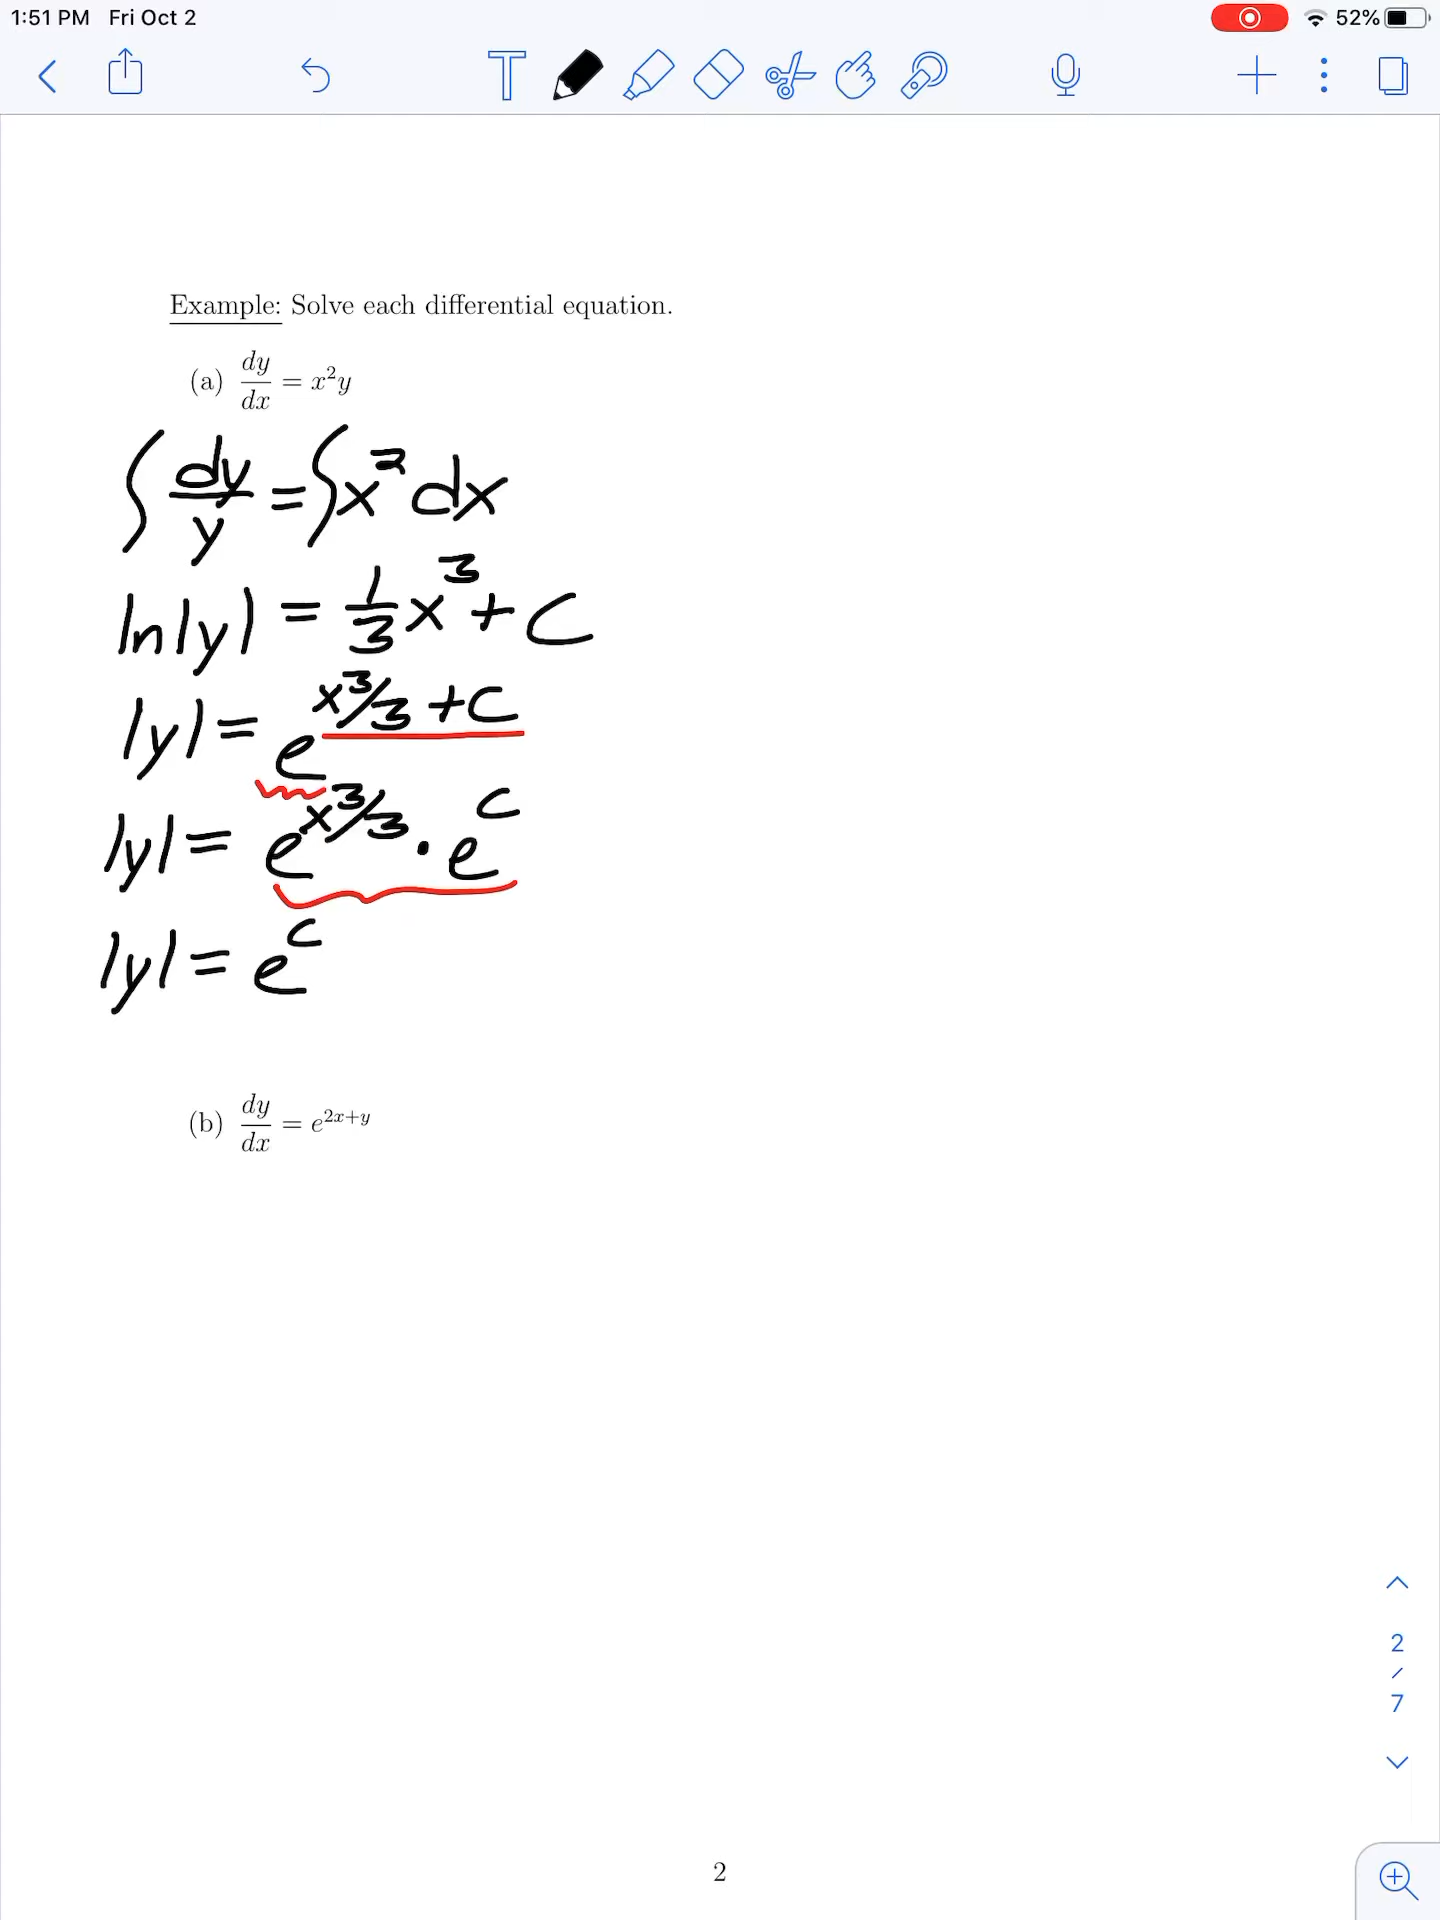 1:51 PM Fri Oct 2 52%
T
Example: Solve each differential equation.
(a) dy/dx = x²y
∫ dy/y = ∫ x² dx
ln|y| = 1/3 x³ + C
|y| = e^(x³/3 + C)
|y| = e^(x³/3) · e^C
|y| = e^C
(b) dy/dx = e^(2x+y)
2
/
7
2